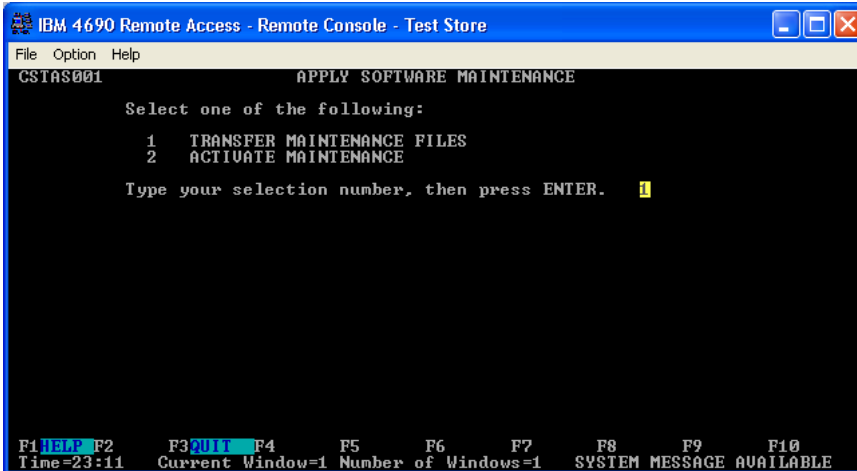 IBM 4690 Remote Access - Remote Console - Test Store
File Option Help
CSTAS001 APPLY SOFTWARE MAINTENANCE
Select one of the following:
1 TRANSFER MAINTENANCE FILES
2 ACTIVATE MAINTENANCE
Type your selection number, then press ENTER. 1
F1 HELP F2 F3 QUIT F4 F5 F6 F7 F8 F9 F10
Time=23:11 Current Window=1 Number of Windows=1 SYSTEM MESSAGE AVAILABLE